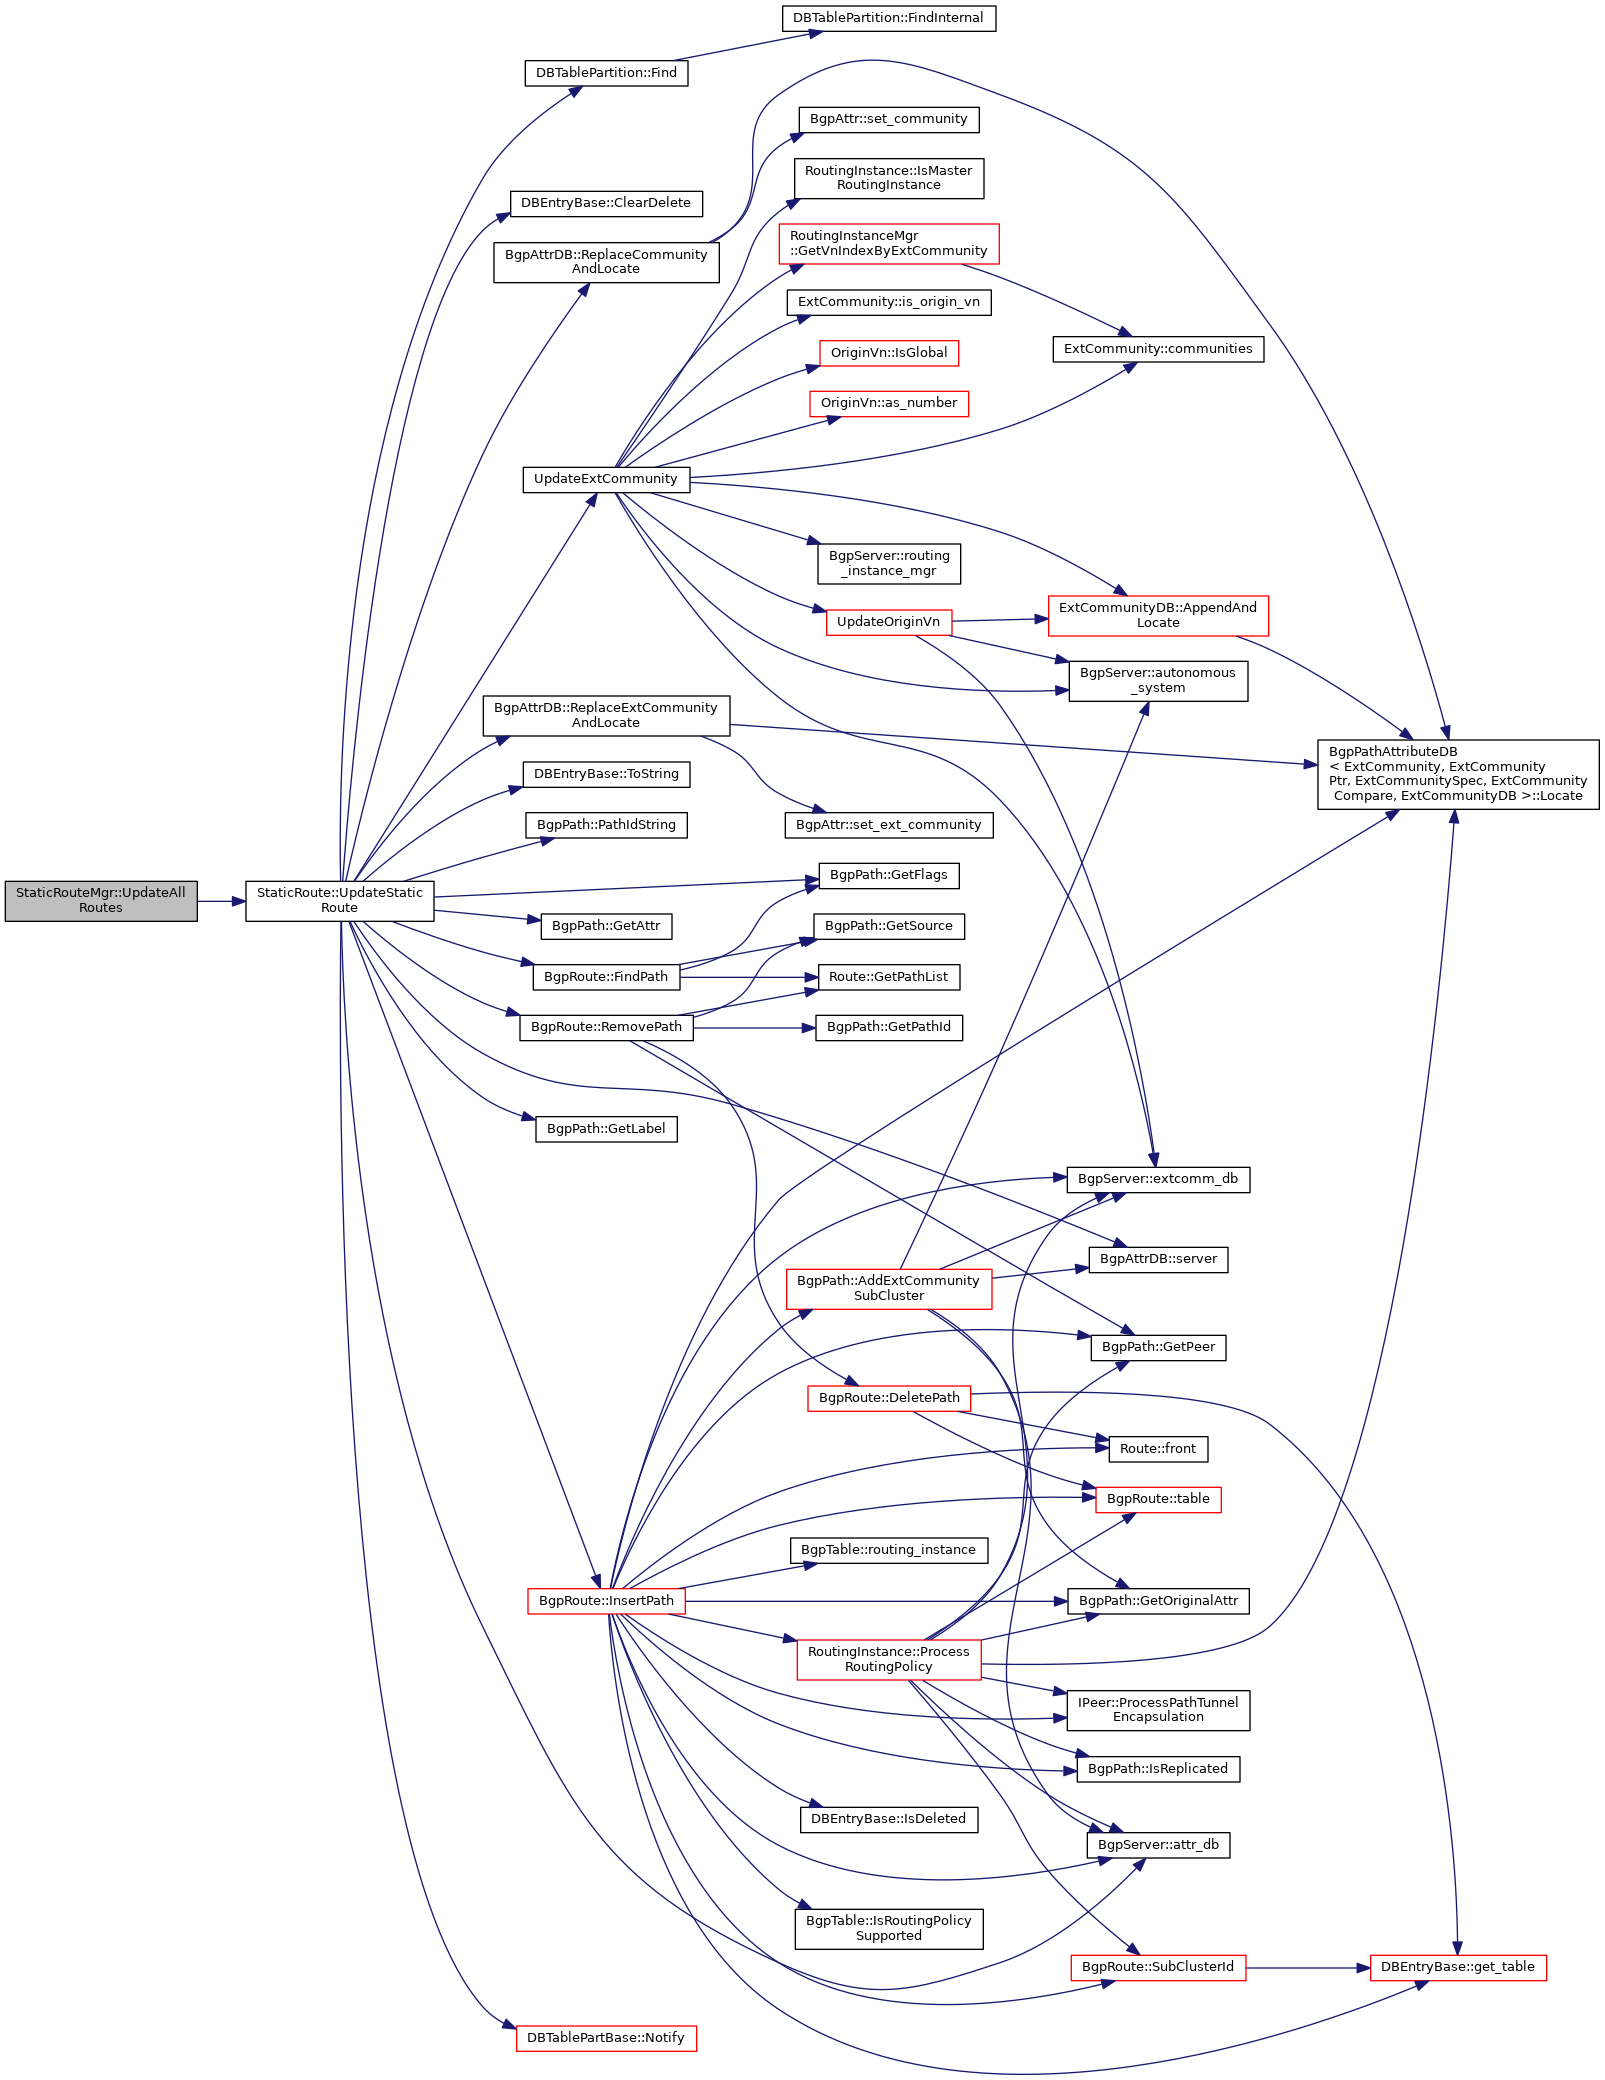 DBTablePartition::FindInternal
DBTablePartition::Find
BgpAttr::set_community
RoutingInstance::IsMaster
RoutingInstance
DBEntryBase::ClearDelete
RoutingInstanceMgr
::GetVnIndexByExtCommunity
BgpAttrDB::ReplaceCommunity
AndLocate
ExtCommunity::is_origin_vn
ExtCommunity::communities
OriginVn::IsGlobal
OriginVn::as_number
UpdateExtCommunity
BgpServer::routing
_instance_mgr
UpdateOriginVn
ExtCommunityDB::AppendAnd
Locate
BgpServer::autonomous
_system
BgpAttrDB::ReplaceExtCommunity
AndLocate
BgpPathAttributeDB
< ExtCommunity, ExtCommunity
Ptr, ExtCommunitySpec, ExtCommunity
Compare, ExtCommunityDB >::Locate
DBEntryBase::ToString
BgpPath::PathIdString
BgpAttr::set_ext_community
BgpPath::GetFlags
StaticRouteMgr::UpdateAll
Routes
StaticRoute::UpdateStatic
Route
BgpPath::GetAttr
BgpPath::GetSource
BgpRoute::FindPath
Route::GetPathList
BgpRoute::RemovePath
BgpPath::GetPathId
BgpPath::GetLabel
BgpServer::extcomm_db
BgpAttrDB::server
BgpPath::AddExtCommunity
SubCluster
BgpPath::GetPeer
BgpRoute::DeletePath
Route::front
BgpRoute::table
BgpTable::routing_instance
BgpRoute::InsertPath
BgpPath::GetOriginalAttr
RoutingInstance::Process
RoutingPolicy
IPeer::ProcessPathTunnel
Encapsulation
BgpPath::IsReplicated
DBEntryBase::IsDeleted
BgpServer::attr_db
BgpTable::IsRoutingPolicy
Supported
BgpRoute::SubClusterId
DBEntryBase::get_table
DBTablePartBase::Notify